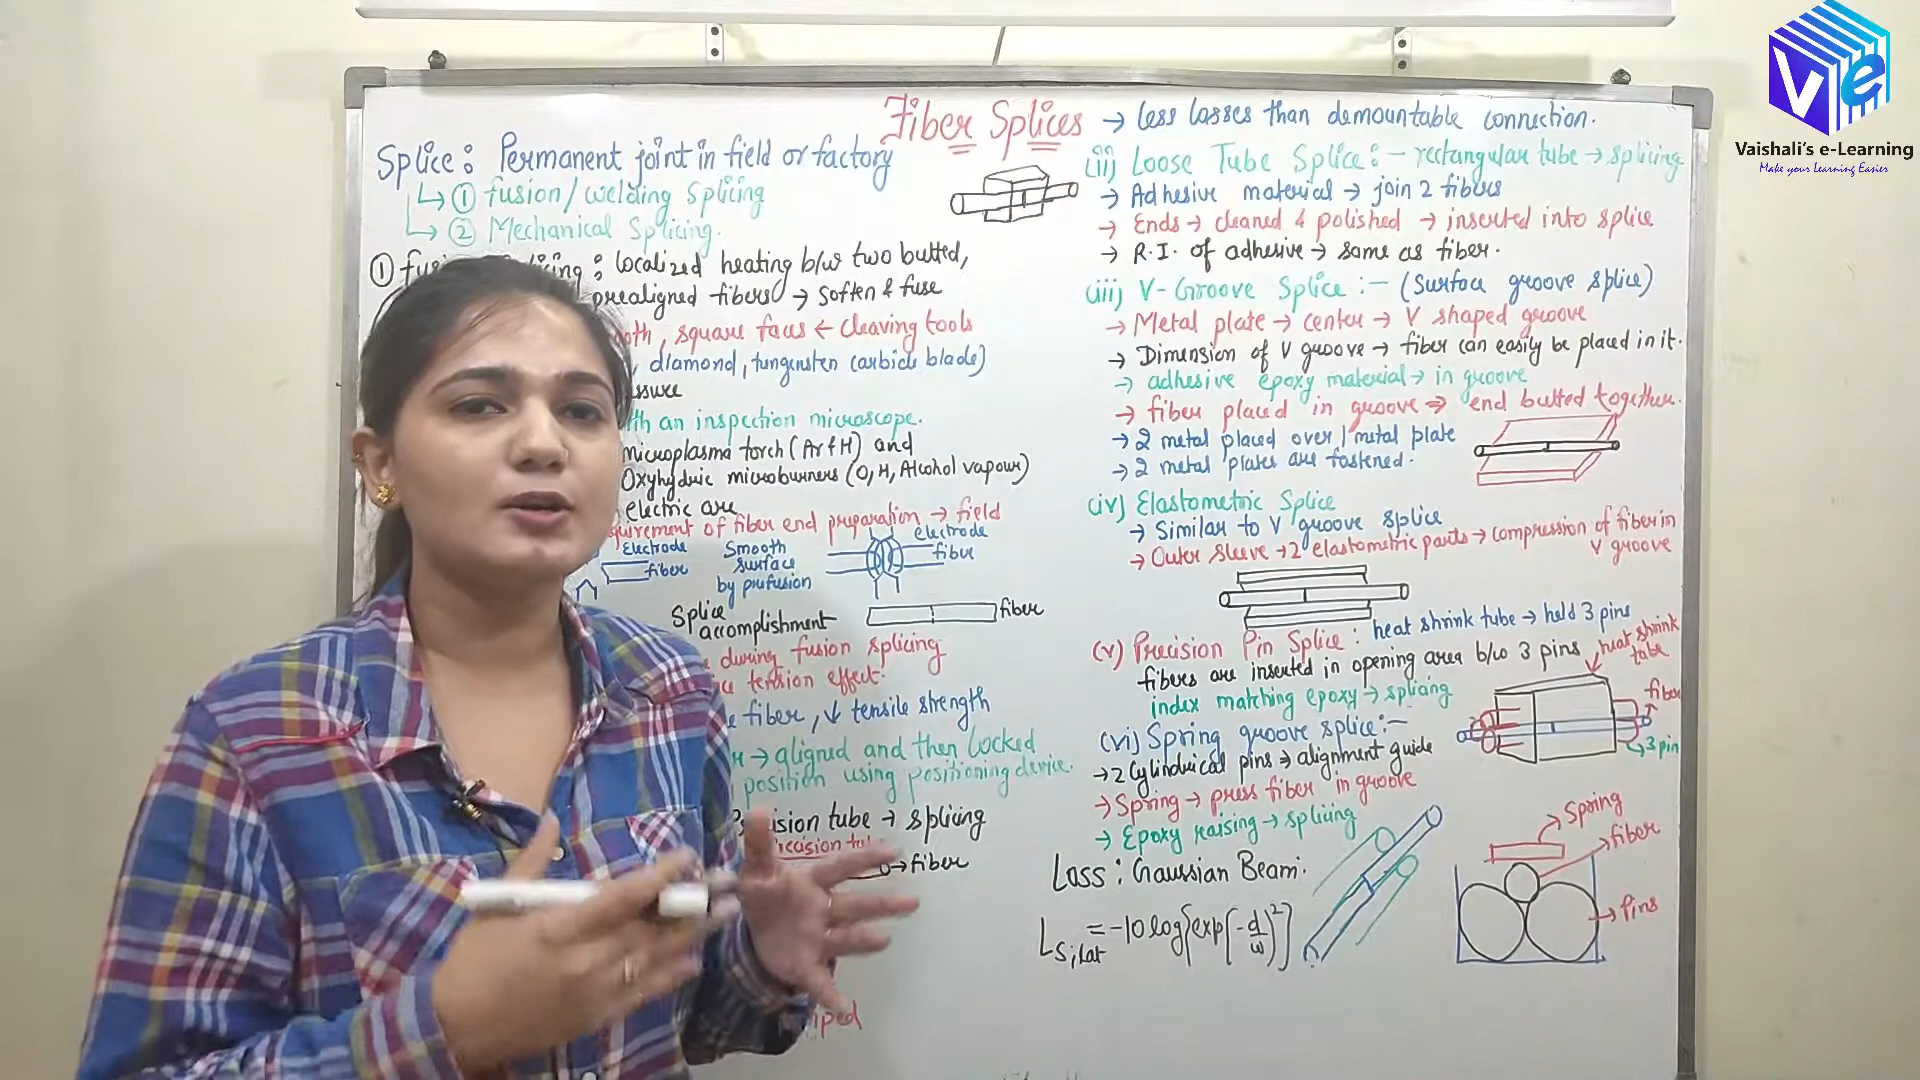 Vaishali's e-Learning
Make your Learning Easier
Fiber Splices → Less losses than demountable connection.
Splice: Permanent joint in field or factory
① fusion/welding splicing
② Mechanical Splicing.
① : localized heating b/w two butted,
prealigned fibers → soften & fuse
, square faces ← cleaving tools
, diamond, tungunsten carbide blade)
an inspection microscope.
microplasma torch (Ar+H) and
Oxyhydric microburners (O, H, Alcohol vapour)
electric arc
of fiber end preparation → field
Electrode
fiber
Smooth
surface
by prefusion
electrode
fiber
Splice
accomplishment
fiber
during fusion splicing
tension effect.
fiber, ↓ tensile strength
→ aligned and then locked
position using positioning device.
tube → splicing
→ fiber
(ii) Loose Tube Splice :- rectangular tube → splicing
→ Adhesive material → join 2 fibers
→ Ends → cleaned & polished → inserted into splice
→ R.I. of adhesive → same as fiber.
(iii) V-Groove Splice :- (Surface groove splice)
→ Metal plate → center → V shaped groove
→ Dimension of V groove → fiber can easily be placed in it.
→ adhesive epoxy material → in groove
→ fiber placed in groove ⇒ end butted together.
→ 2 metal placed over 1 metal plate
→ 2 metal plates are fastened.
(iv) Elastometric Splice
→ Similar to V groove splice
→ Outer sleeve → 2 elastometric parts → compression of fiber in
V groove
(v) Precision Pin Splice : heat shrink tube → held 3 pins
fibers are inserted in opening area b/w 3 pins
index matching epoxy → splicing
heat shrink
tube
fiber
3 pin
(vi) Spring groove splice :-
→ 2 Cylindrical pins → alignment guide
→ Spring → press fiber in groove
→ Epoxy raising → splicing
Spring
fiber
Pins
Loss : Gaussian Beam.
L S;Lat = -10 log{exp(-d/w)²}